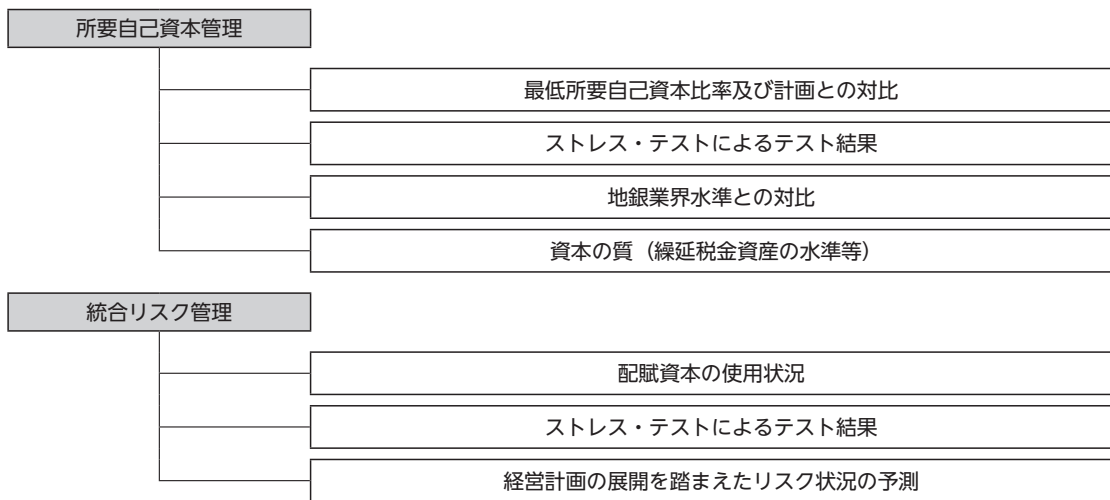 所要自己資本管理
最低所要自己資本比率及び計画との対比
ストレス・テストによるテスト結果
地銀業界水準との対比
資本の質（繰延税金資産の水準等）
統合リスク管理
配賦資本の使用状況
ストレス・テストによるテスト結果
経営計画の展開を踏まえたリスク状況の予測